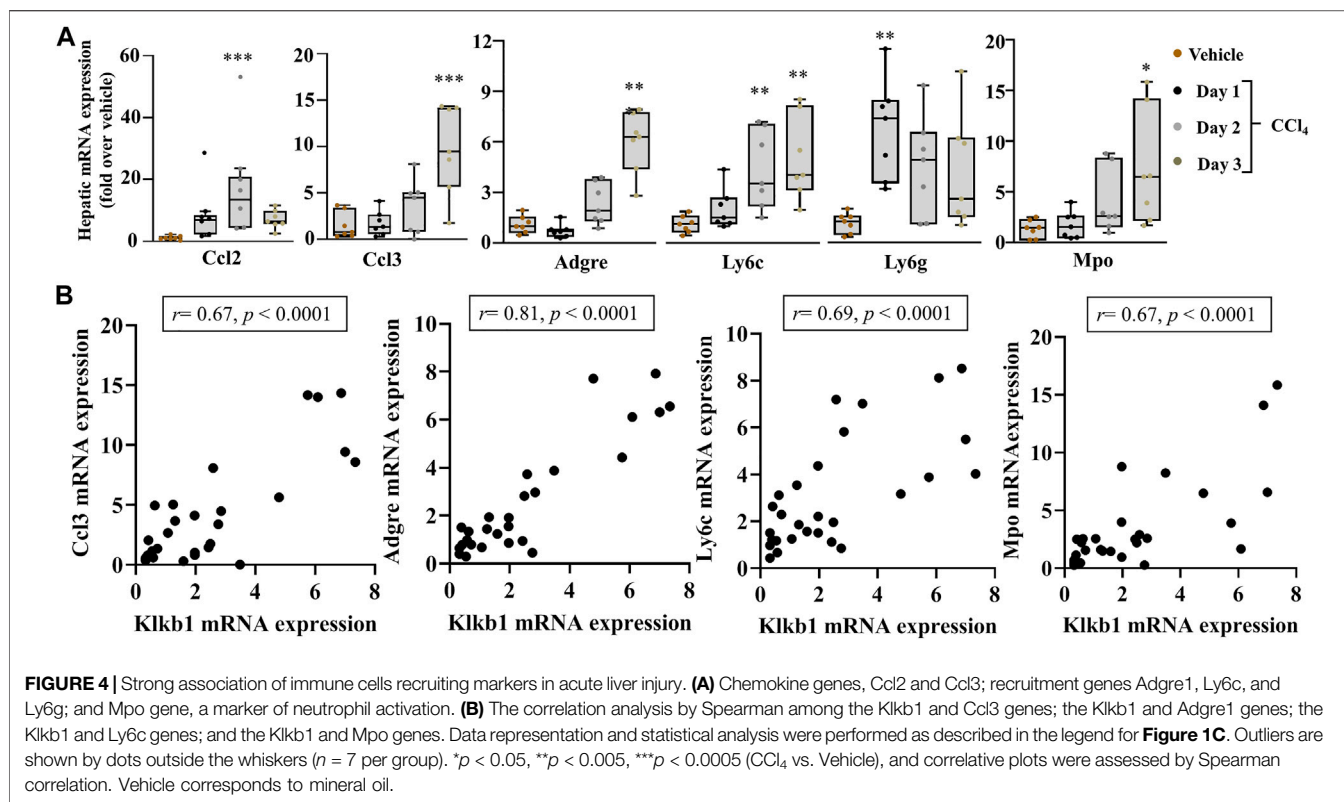 A
Hepatic mRNA expression
(fold over vehicle)
60
40
20
10
0
***
Ccl2
20
15
10
5
0
***
Ccl3
12
9
6
3
0
**
Adgre
**
**
Ly6c
**
Ly6g
20
15
10
5
0
*
Mpo
Vehicle
Day 1
Day 2
Day 3
CCl4
B
r= 0.67, p < 0.0001
Ccl3 mRNA expression
20
15
10
5
0
0 2 4 6 8
Klkb1 mRNA expression
r= 0.81, p < 0.0001
Adgre mRNA expression
10
8
6
4
2
0
0 2 4 6 8
Klkb1 mRNA expression
r= 0.69, p < 0.0001
Ly6c mRNA expression
10
8
6
4
2
0
0 2 4 6 8
Klkb1 mRNA expression
r= 0.67, p < 0.0001
Mpo mRNAexpression
20
15
10
5
0
0 2 4 6 8
Klkb1 mRNA expression
FIGURE 4 | Strong association of immune cells recruiting markers in acute liver injury. (A) Chemokine genes, Ccl2 and Ccl3; recruitment genes Adgre1, Ly6c, and
Ly6g; and Mpo gene, a marker of neutrophil activation. (B) The correlation analysis by Spearman among the Klkb1 and Ccl3 genes; the Klkb1 and Adgre1 genes; the
Klkb1 and Ly6c genes; and the Klkb1 and Mpo genes. Data representation and statistical analysis were performed as described in the legend for Figure 1C. Outliers are
shown by dots outside the whiskers (n = 7 per group). *p < 0.05, **p < 0.005, ***p < 0.0005 (CCl4 vs. Vehicle), and correlative plots were assessed by Spearman
correlation. Vehicle corresponds to mineral oil.